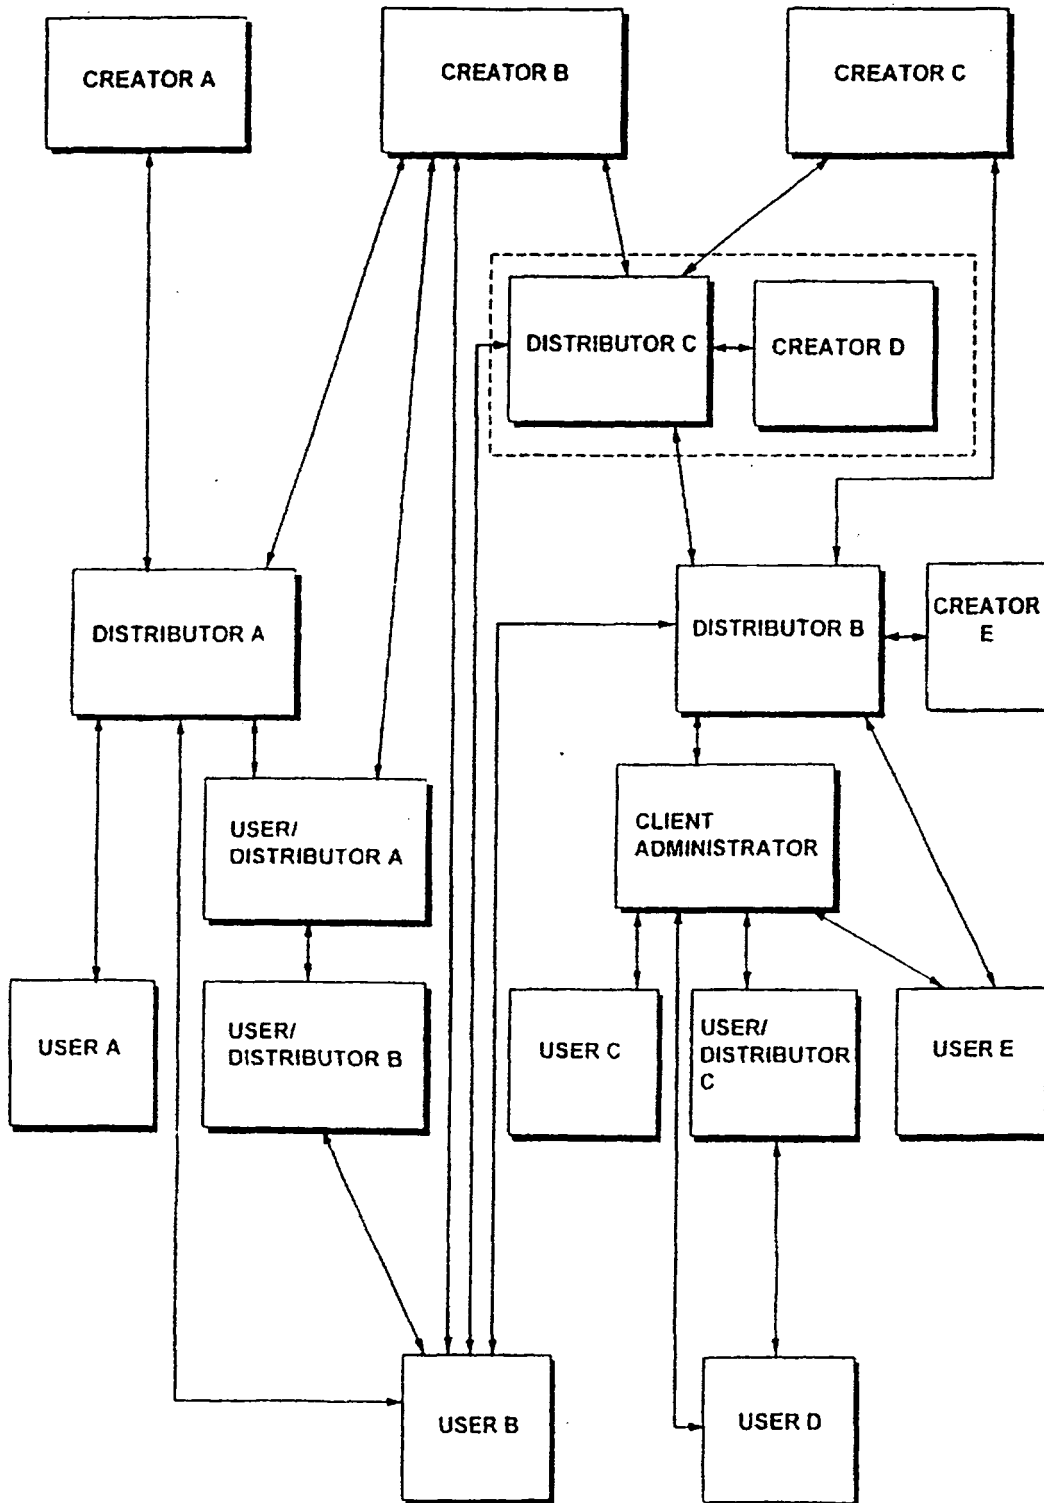 CREATOR A
CREATOR B
CREATOR C
DISTRIBUTOR C
CREATOR D
DISTRIBUTOR A
DISTRIBUTOR B
CREATOR
E
USER/
DISTRIBUTOR A
CLIENT
ADMINISTRATOR
USER A
USER/
DISTRIBUTOR B
USER C
USER/
DISTRIBUTOR
C
USER E
USER B
USER D